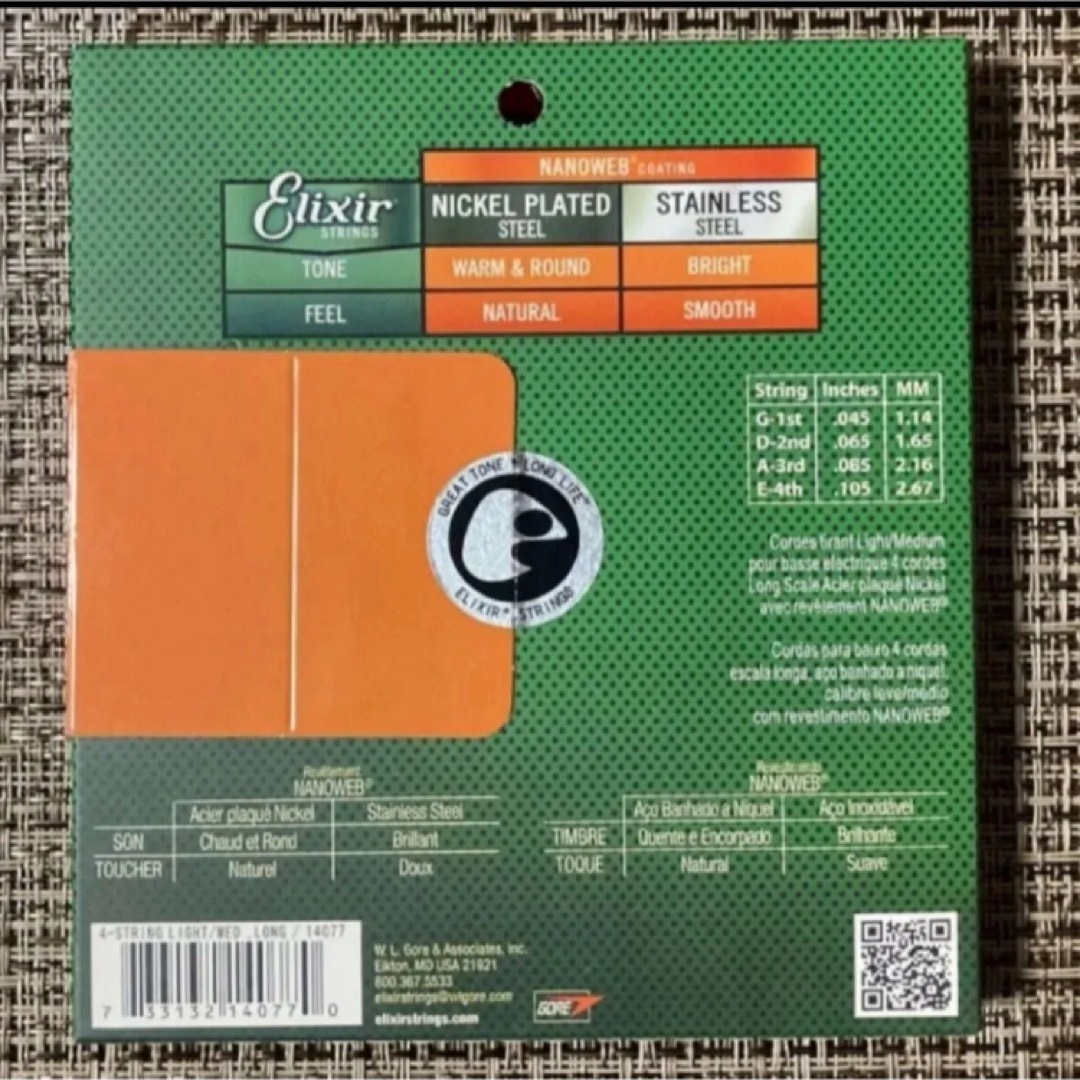 NANOWEB® COATING
Elixir
STRINGS
NICKEL PLATED
STEEL
STAINLESS
STEEL
TONE WARM & ROUND BRIGHT
FEEL NATURAL SMOOTH
String Inches MM
G-1st .045 1.14
D-2nd .065 1.65
A-3rd .085 2.16
E-4th .105 2.67
GREAT TONE • LONG LIFE™
ELIXIR® STRINGS
Cordes tirant Light/Medium
pour basse électrique 4 cordes
Long Scale Acier plaqué Nickel
avec revêtement NANOWEB®
Cordas para baixo 4 cordas
escala longa, aço banhado a níquel,
calibre leve/médio
com revestimento NANOWEB®
Revêtement
NANOWEB®
Acier plaqué Nickel Stainless Steel
SON Chaud et Rond Brillant
TOUCHER Naturel Doux
Revestimento
NANOWEB®
Aço Banhado a Níquel Aço Inoxidável
TIMBRE Quente e Encorpado Brilhante
TOQUE Natural Suave
4-STRING LIGHT/MED .LONG / 14077
7 33132 14077 0
W. L. Gore & Associates, Inc.
Elkton, MD USA 21921
800.367.5533
elixirstrings@wlgore.com
elixirstrings.com
GORE